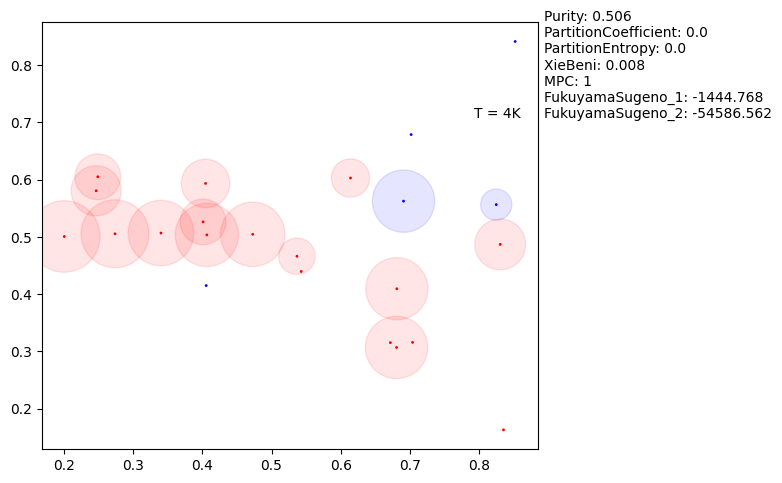 Purity: 0.506
PartitionCoefficient: 0.0
PartitionEntropy: 0.0
XieBeni: 0.008
MPC: 1
FukuyamaSugeno_1: -1444.768
FukuyamaSugeno_2: -54586.562
T = 4K
0.8
0.7
0.6
0.5
0.4
0.3
0.2
0.2 0.3 0.4 0.5 0.6 0.7 0.8